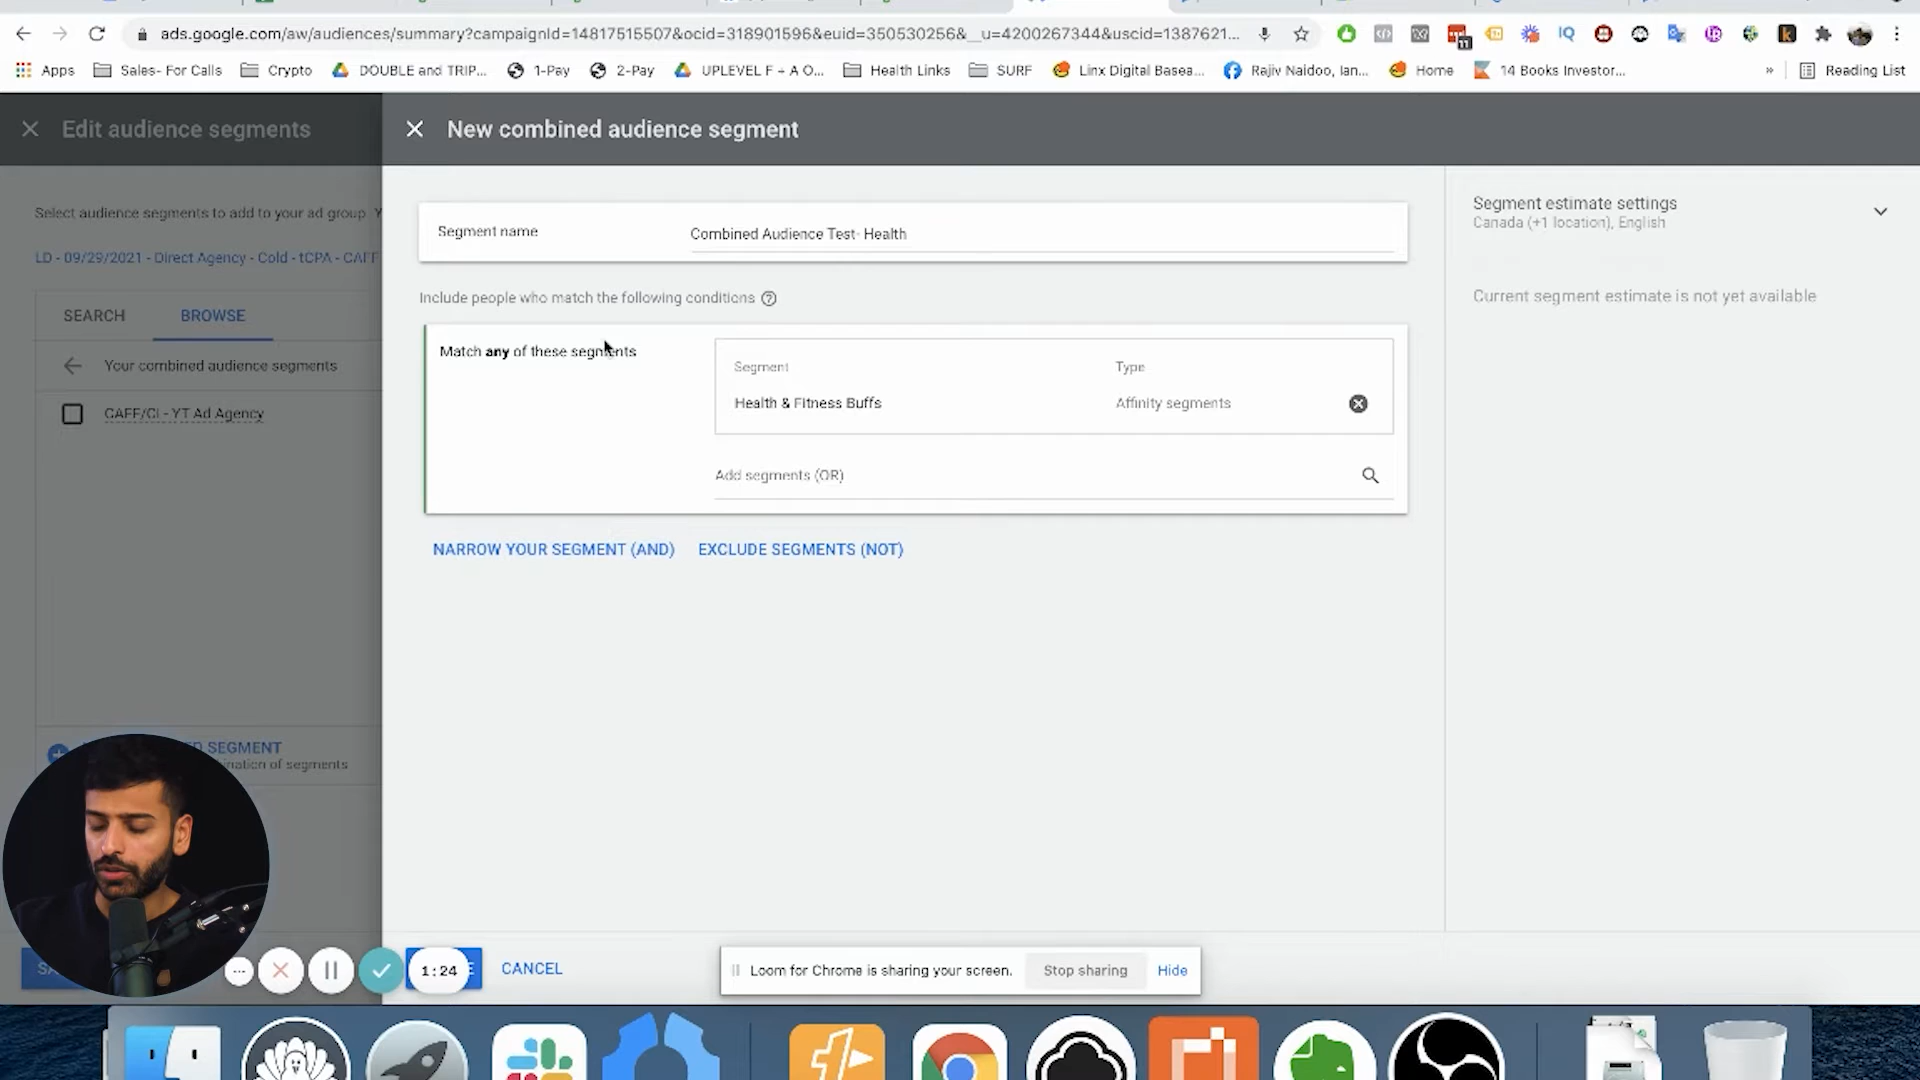 ads.google.com/aw/audiences/summary?campaignId=14817515507&ocid=318901596&euid=350530256&__u=4200267344&uscid=1387621...
11
Apps
Sales- For Calls
Crypto
DOUBLE and TRIP...
1-Pay
2-Pay
UPLEVEL F + A O...
Health Links
SURF
Linx Digital Basea...
Rajiv Naidoo, Ian...
Home
14 Books Investor...
»
Reading List
Edit audience segments
New combined audience segment
Select audience segments to add to your ad group. Y
LD - 09/29/2021 - Direct Agency - Cold - tCPA - CAFF
SEARCH
BROWSE
Your combined audience segments
CAFF/CI - YT Ad Agency
SEGMENT
of segments
Segment name
Combined Audience Test- Health
Include people who match the following conditions
Match any of these segments
Segment
Type
Health & Fitness Buffs
Affinity segments
Add segments (OR)
NARROW YOUR SEGMENT (AND)
EXCLUDE SEGMENTS (NOT)
Segment estimate settings
Canada (+1 location), English
Current segment estimate is not yet available
1:24
CANCEL
Loom for Chrome is sharing your screen.
Stop sharing
Hide